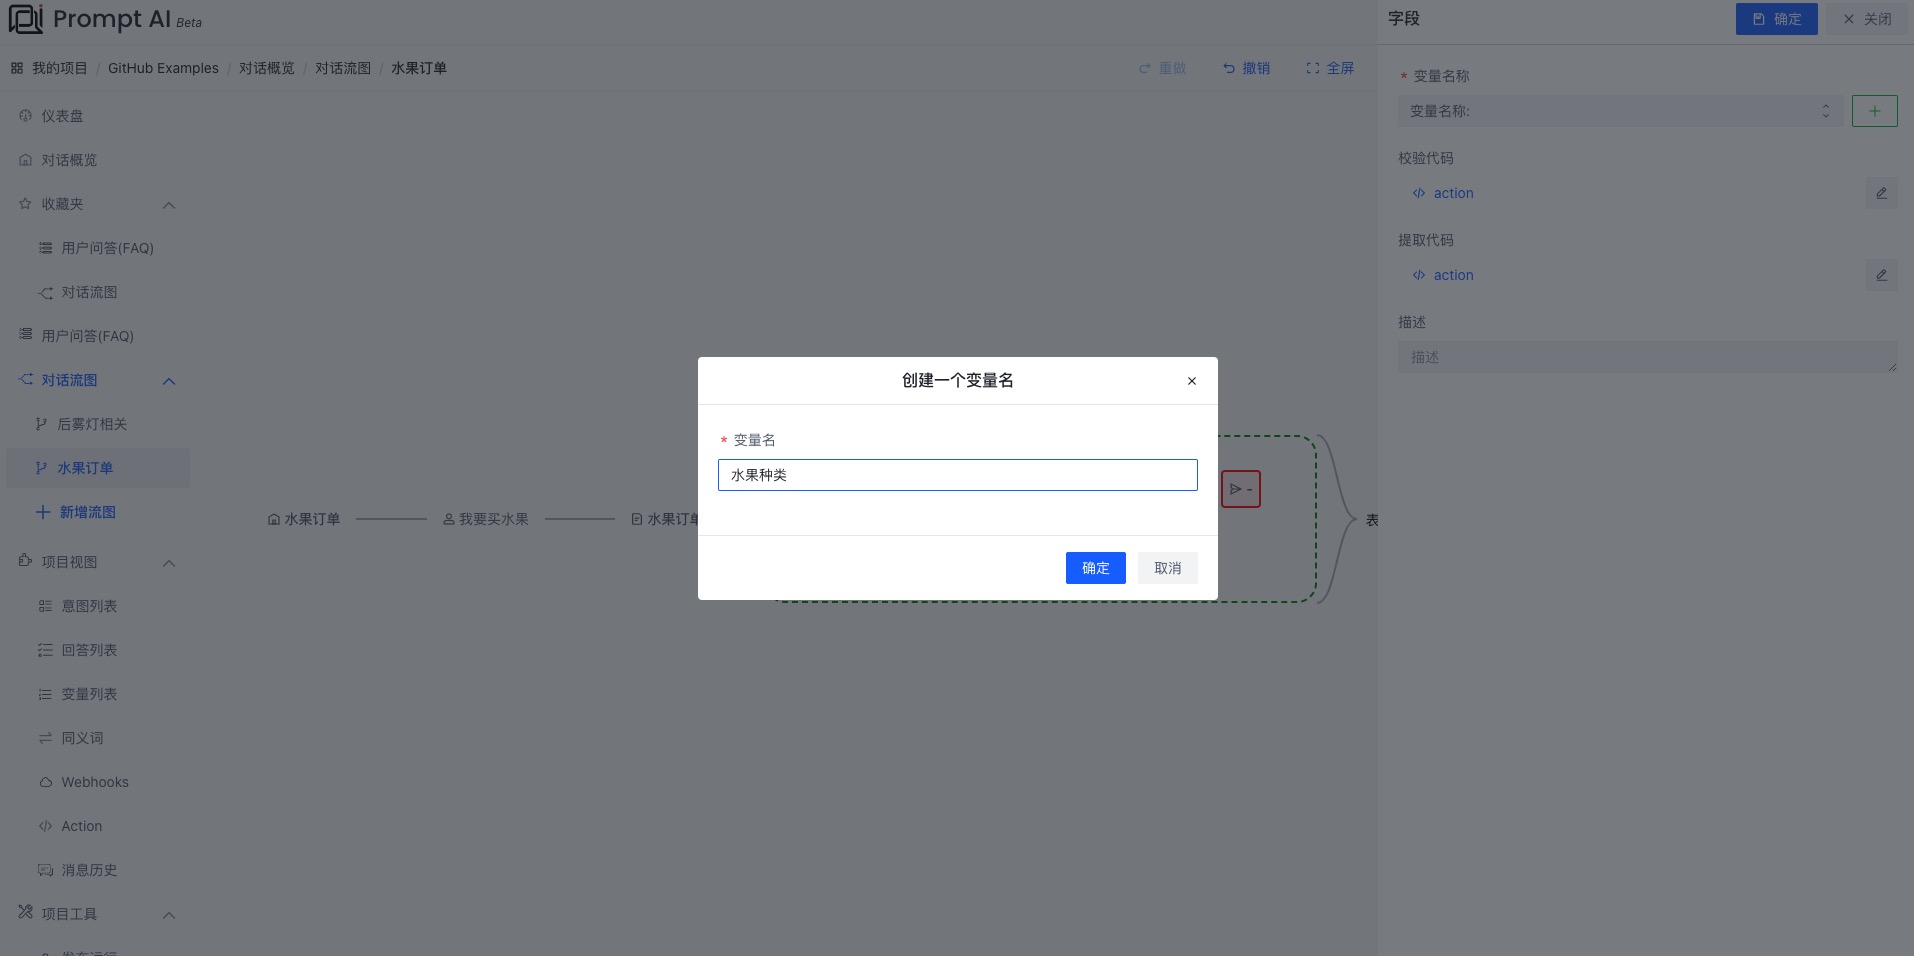 Prompt AI Beta
我的项目 / GitHub Examples / 对话概览 / 对话流图 / 水果订单
重做 撤销 全屏
仪表盘
对话概览
收藏夹
用户问答(FAQ)
对话流图
用户问答(FAQ)
对话流图
后雾灯相关
水果订单
新增流图
项目视图
意图列表
回答列表
变量列表
同义词
Webhooks
Action
消息历史
项目工具
水果订单 我要买水果 水果订单
-
表
创建一个变量名
* 变量名
水果种类
确定 取消
字段
确定 关闭
* 变量名称
变量名称:
校验代码
action
提取代码
action
描述
描述